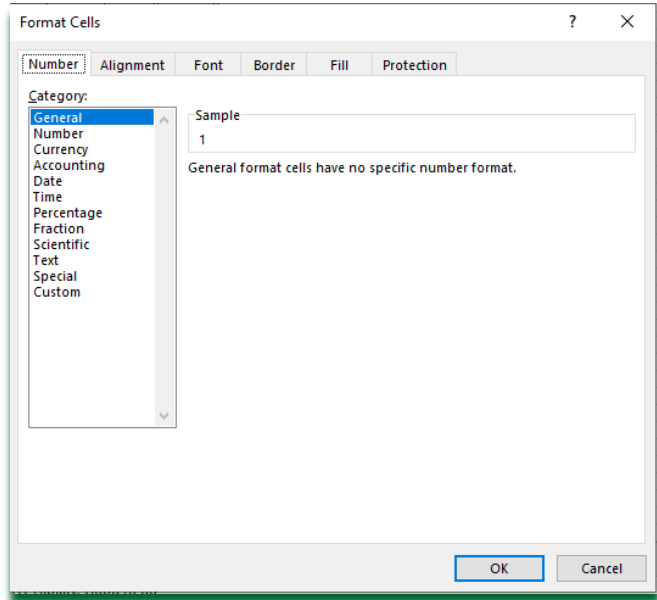 Format Cells ?
Number Alignment Font Border Fill Protection
Category:
General
Number
Currency
Accounting
Date
Time
Percentage
Fraction
Scientific
Text
Special
Custom
Sample
1
General format cells have no specific number format.
OK Cancel